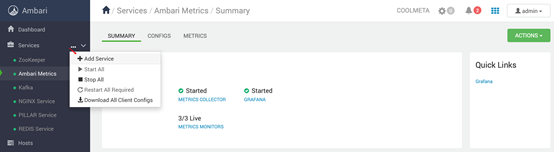 Ambari
/ Services / Ambari Metrics / Summary
COOLMETA
0
2
admin
Dashboard
Services
ZooKeeper
Ambari Metrics
Kafka
NGINX Service
PILLAR Service
REDIS Service
Hosts
Add Service
Start All
Stop All
Restart All Required
Download All Client Configs
SUMMARY CONFIGS METRICS
ACTIONS
Started
METRICS COLLECTOR
Started
GRAFANA
3/3 Live
METRICS MONITORS
Quick Links
Grafana